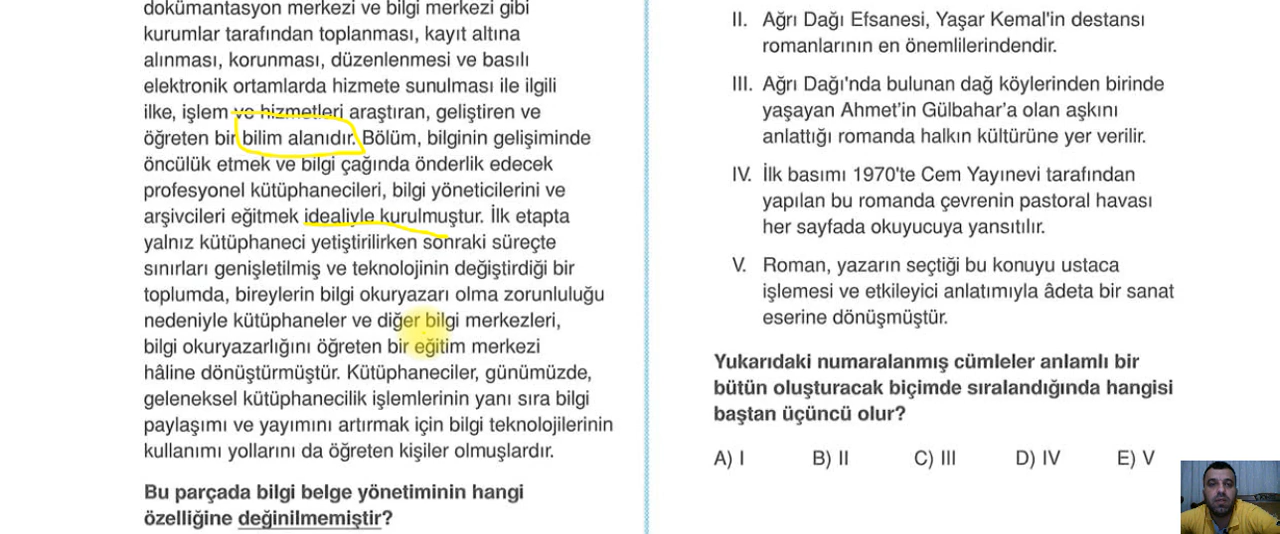 dokümantasyon merkezi ve bilgi merkezi gibi
kurumlar tarafından toplanması, kayıt altına
alınması, korunması, düzenlenmesi ve basılı
elektronik ortamlarda hizmete sunulması ile ilgili
ilke, işlem ve hizmetleri araştıran, geliştiren ve
öğreten bir bilim alanıdır. Bölüm, bilginin gelişiminde
öncülük etmek ve bilgi çağında önderlik edecek
profesyonel kütüphanecileri, bilgi yöneticilerini ve
arşivcileri eğitmek idealiyle kurulmuştur. İlk etapta
yalnız kütüphaneci yetiştirilirken sonraki süreçte
sınırları genişletilmiş ve teknolojinin değiştirdiği bir
toplumda, bireylerin bilgi okuryazarı olma zorunluluğu
nedeniyle kütüphaneler ve diğer bilgi merkezleri,
bilgi okuryazarlığını öğreten bir eğitim merkezi
hâline dönüştürmüştür. Kütüphaneciler, günümüzde,
geleneksel kütüphanecilik işlemlerinin yanı sıra bilgi
paylaşımı ve yayımını artırmak için bilgi teknolojilerinin
kullanımı yollarını da öğreten kişiler olmuşlardır.
Bu parçada bilgi belge yönetiminin hangi
özelliğine değinilmemiştir?
II. Ağrı Dağı Efsanesi, Yaşar Kemal'in destansı
romanlarının en önemlilerindendir.
III. Ağrı Dağı'nda bulunan dağ köylerinden birinde
yaşayan Ahmet'in Gülbahar'a olan aşkını
anlattığı romanda halkın kültürüne yer verilir.
IV. İlk basımı 1970'te Cem Yayınevi tarafından
yapılan bu romanda çevrenin pastoral havası
her sayfada okuyucuya yansıtılır.
V. Roman, yazarın seçtiği bu konuyu ustaca
işlemesi ve etkileyici anlatımıyla âdeta bir sanat
eserine dönüşmüştür.
Yukarıdaki numaralanmış cümleler anlamlı bir
bütün oluşturacak biçimde sıralandığında hangisi
baştan üçüncü olur?
A) I B) II C) III D) IV E) V